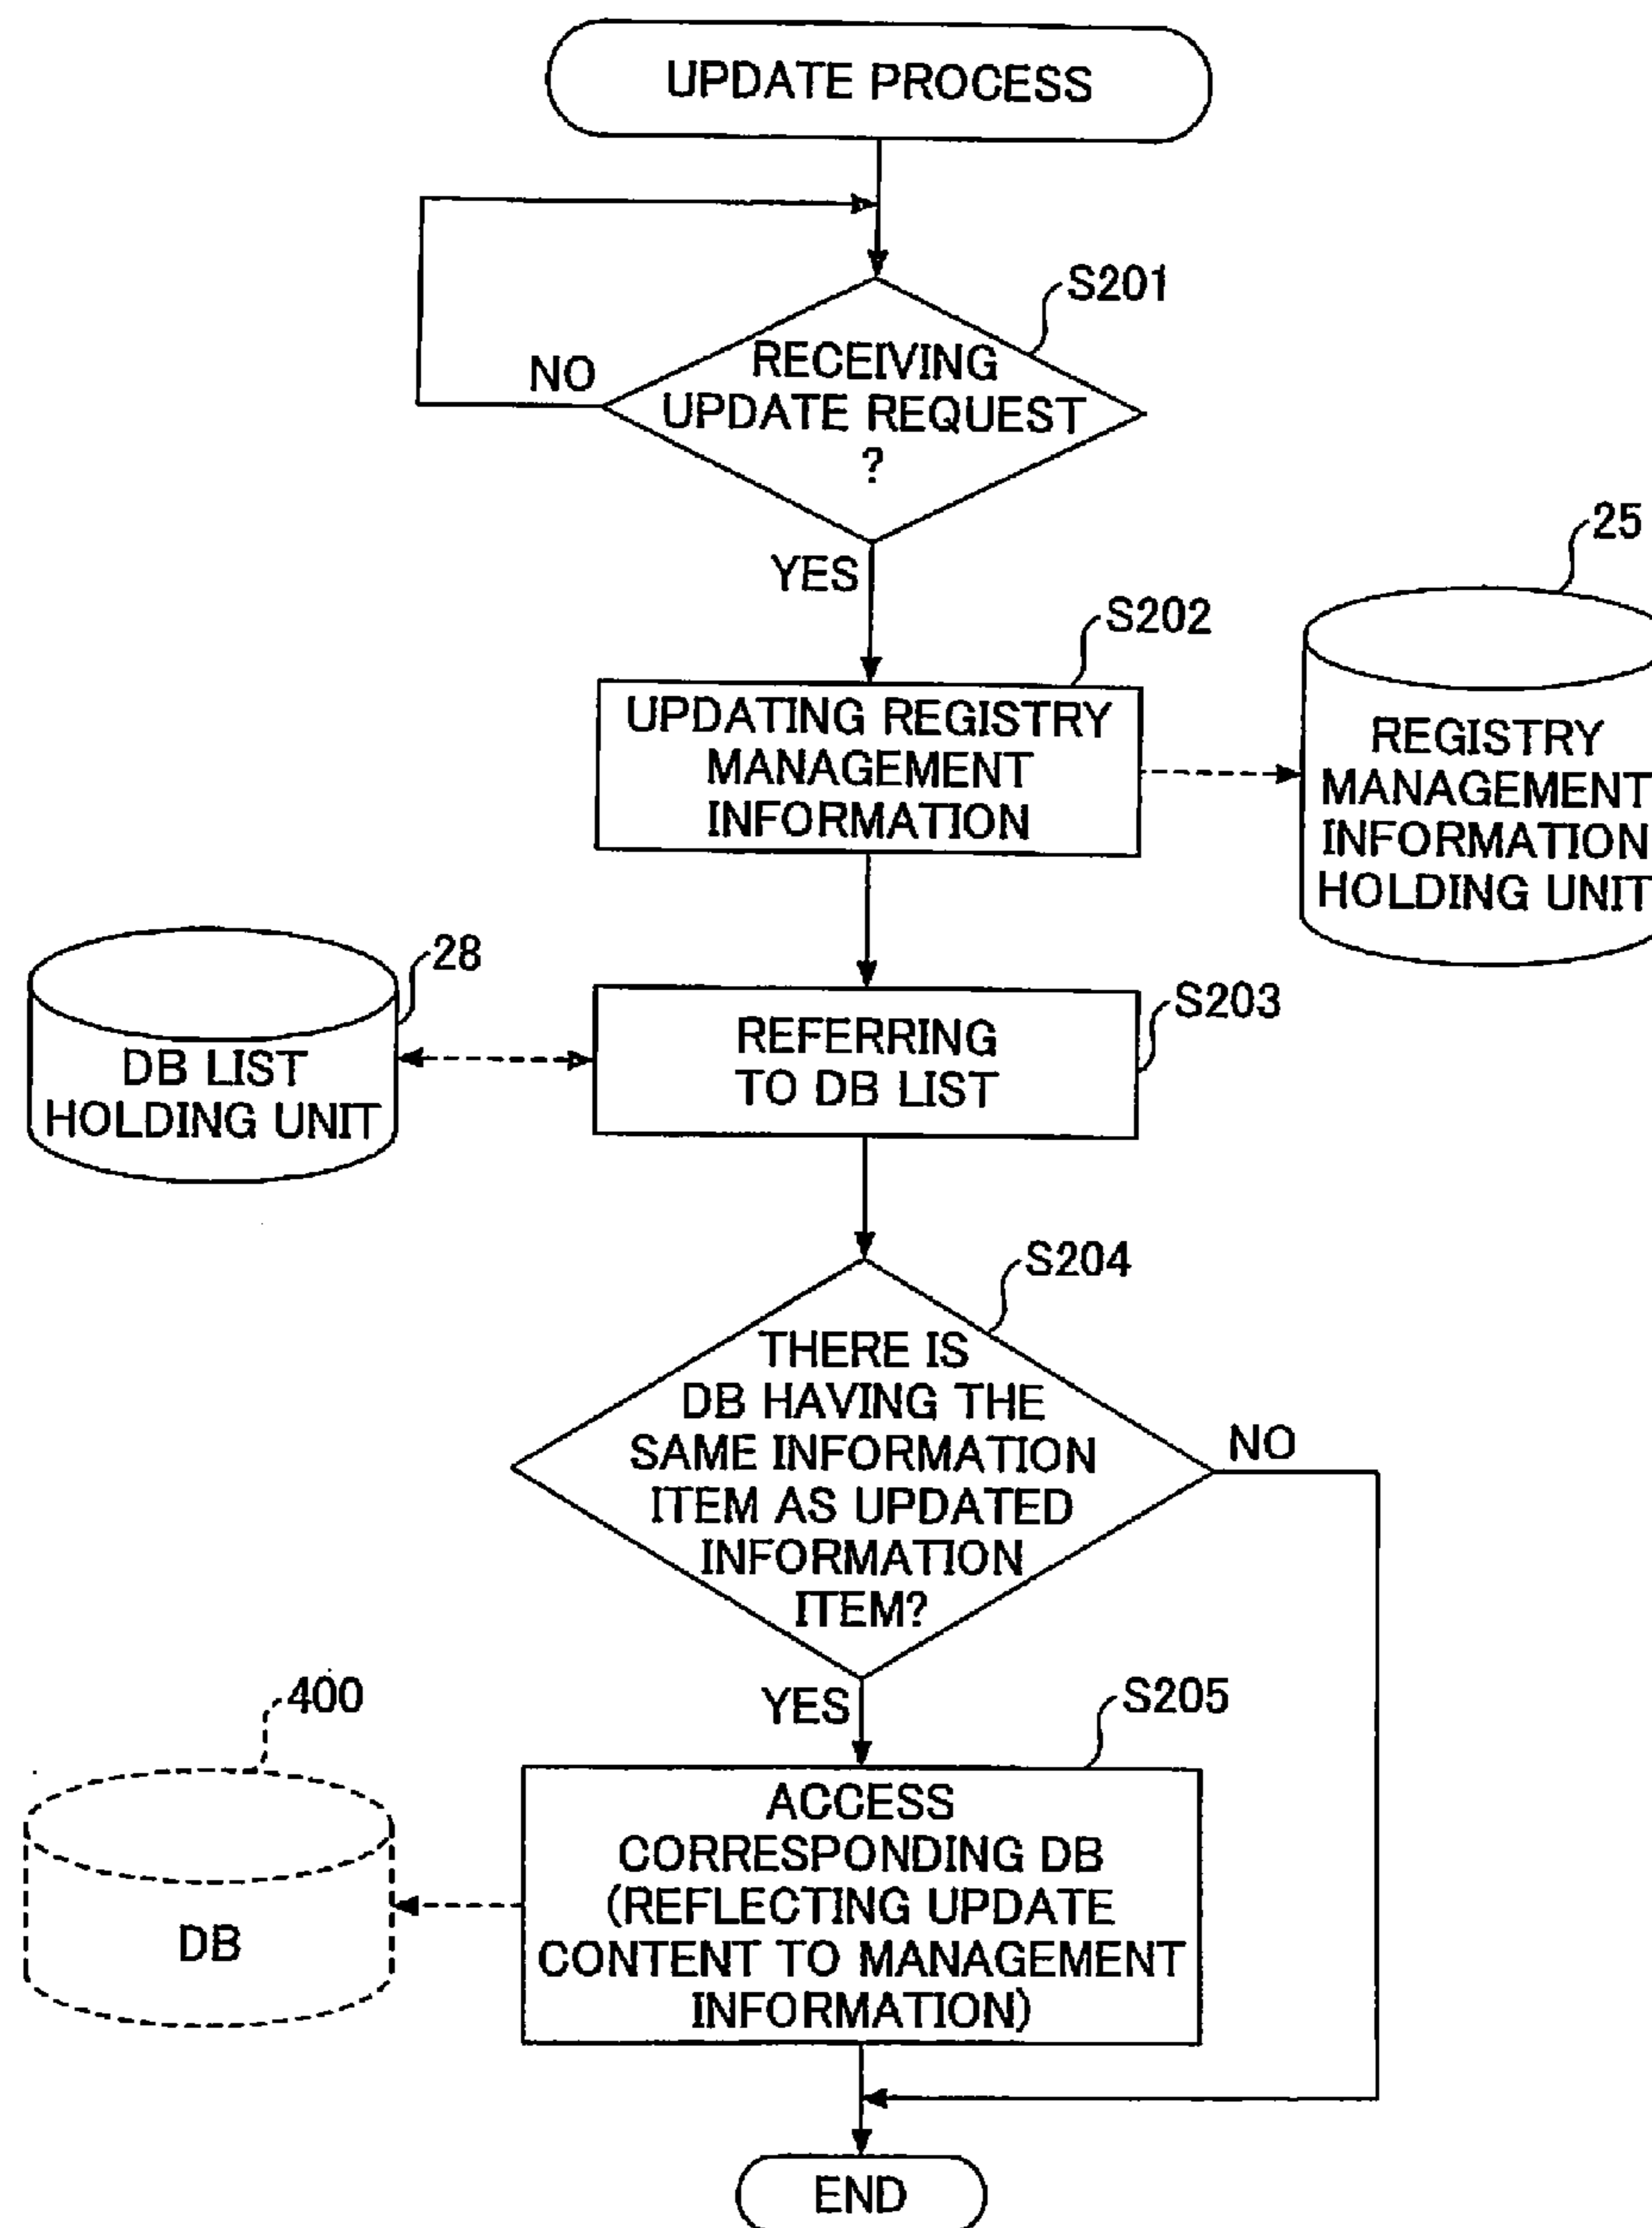 UPDATE PROCESS
S201
RECEIVING
UPDATE REQUEST
?
NO
YES
25
S202
UPDATING REGISTRY
MANAGEMENT
INFORMATION
REGISTRY
MANAGEMENT
INFORMATION
HOLDING UNIT
28
S203
REFERRING
TO DB LIST
DB LIST
HOLDING UNIT
S204
THERE IS
DB HAVING THE
SAME INFORMATION
ITEM AS UPDATED
INFORMATION
ITEM?
NO
YES
400
S205
ACCESS
CORRESPONDING DB
(REFLECTING UPDATE
CONTENT TO MANAGEMENT
INFORMATION)
DB
END